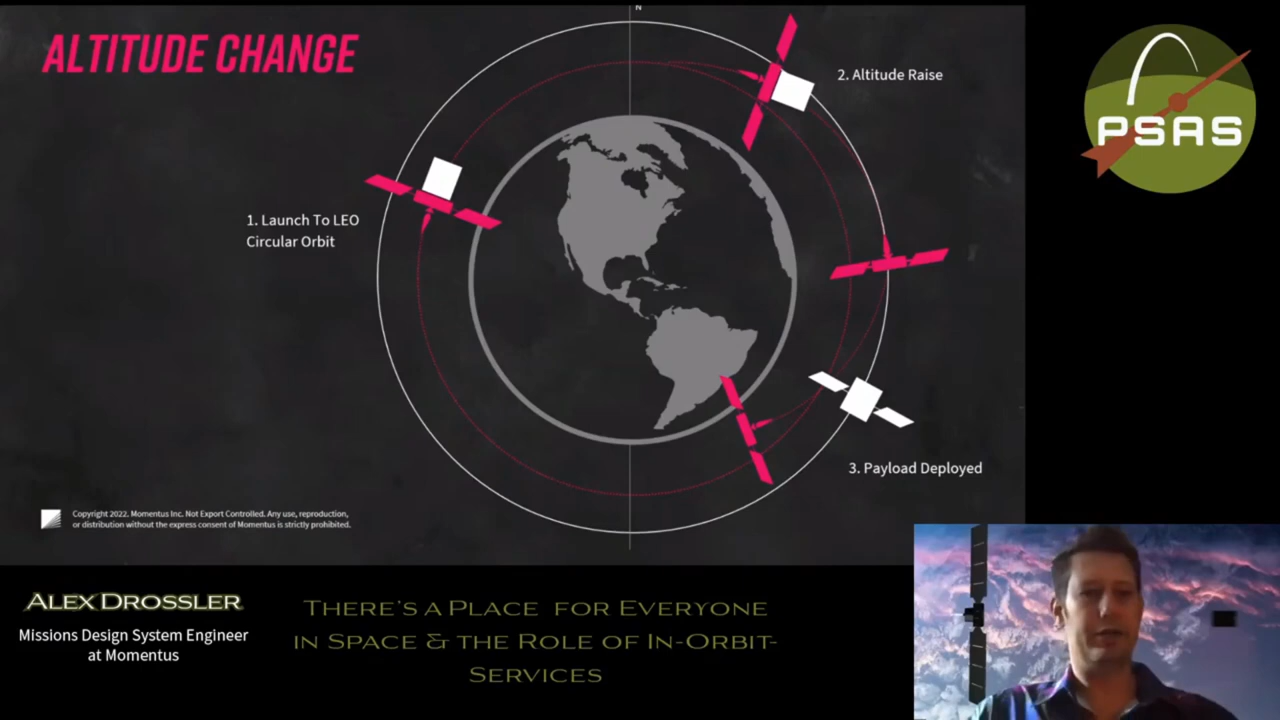 N
ALTITUDE CHANGE
2. Altitude Raise
PSAS
1. Launch To LEO
Circular Orbit
3. Payload Deployed
Copyright 2022. Momentus Inc. Not Export Controlled. Any use, reproduction,
or distribution without the express consent of Momentus is strictly prohibited.
ALEX DROSSLER
Missions Design System Engineer
at Momentus
THERE'S A PLACE FOR EVERYONE
IN SPACE & THE ROLE OF IN-ORBIT-
SERVICES